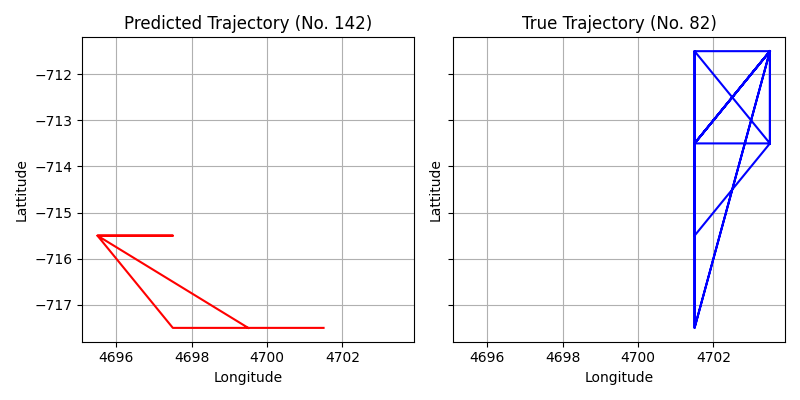 Predicted Trajectory (No. 142)
True Trajectory (No. 82)
−712
−713
−714
−715
−716
−717
Lattitude
Lattitude
4696 4698 4700 4702
4696 4698 4700 4702
Longitude
Longitude